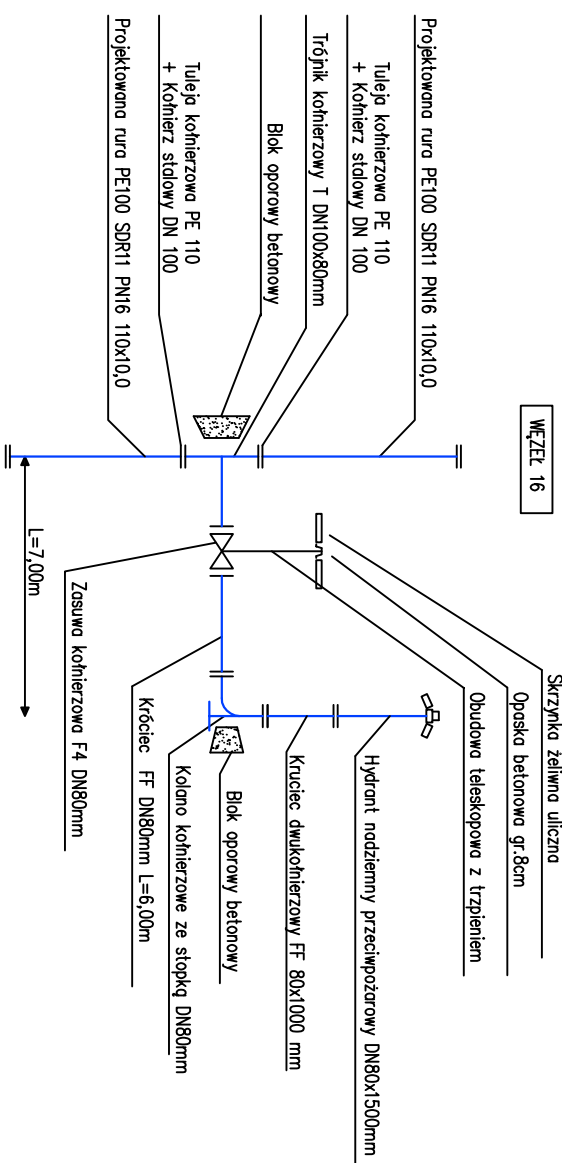 WĘZEŁ 16
Projektowana rura PE100 SDR11 PN16 110x10,0
Tuleja kołnierzowa PE 110
+ Kołnierz stalowy DN 100
Trójnik kołnierzowy T DN100x80mm
Blok oporowy betonowy
Tuleja kołnierzowa PE 110
+ Kołnierz stalowy DN 100
Projektowana rura PE100 SDR11 PN16 110x10,0
Skrzynka żeliwna uliczna
Opaska betonowa gr.8cm
Obudowa teleskopowa z trzpieniem
Hydrant nadziemny przeciwpożarowy DN80x1500mm
Kruciec dwukołnierzowy FF 80x1000 mm
Blok oporowy betonowy
Kolano kołnierzowe ze stopką DN80mm
Króciec FF DN80mm L=6,00m
Zasuwa kołnierzowa F4 DN80mm
L=7,00m